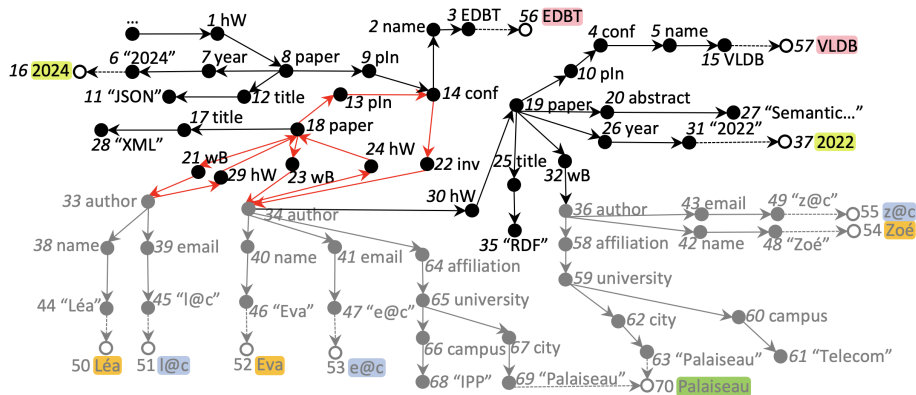 ...
1 hW
2 name
3 EDBT
56 EDBT
4 conf
5 name
15 VLDB
57 VLDB
16 2024
6 “2024”
7 year
8 paper
9 pIn
10 pIn
11 “JSON”
12 title
13 pIn
14 conf
19 paper
20 abstract
27 “Semantic...”
28 “XML”
17 title
18 paper
26 year
31 “2022”
37 2022
21 wB
29 hW
23 wB
24 hW
22 inv
25 title
32 wB
30 hW
35 “RDF”
33 author
34 author
36 author
43 email
49 “z@c”
55 z@c
42 name
48 “Zoé”
54 Zoé
38 name
39 email
40 name
41 email
64 affiliation
58 affiliation
59 university
44 “Léa”
45 “l@c”
46 “Eva”
47 “e@c”
65 university
62 city
60 campus
66 campus
67 city
63 “Palaiseau”
61 “Telecom”
50 Léa
51 l@c
52 Eva
53 e@c
68 “IPP”
69 “Palaiseau”
70 Palaiseau